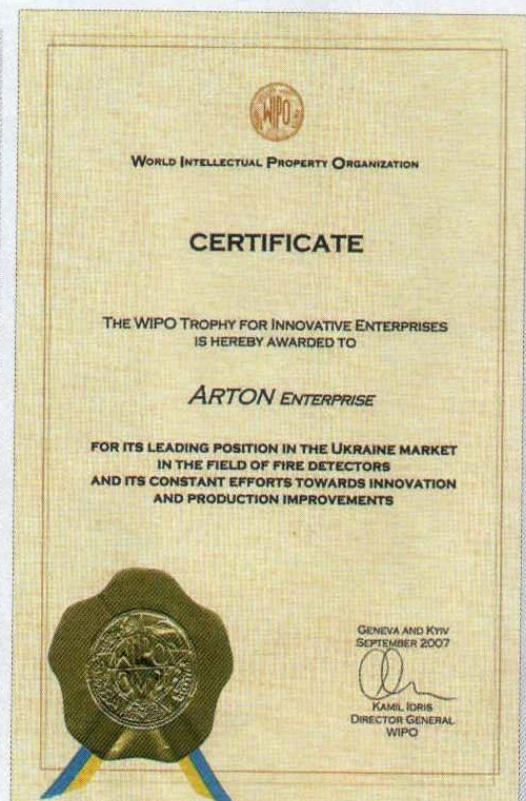 WIPO
WORLD INTELLECTUAL PROPERTY ORGANIZATION
CERTIFICATE
THE WIPO TROPHY FOR INNOVATIVE ENTERPRISES
IS HEREBY AWARDED TO
ARTON ENTERPRISE
FOR ITS LEADING POSITION IN THE UKRAINE MARKET
IN THE FIELD OF FIRE DETECTORS
AND ITS CONSTANT EFFORTS TOWARDS INNOVATION
AND PRODUCTION IMPROVEMENTS
GENEVA AND KYIV
SEPTEMBER 2007
KAMIL IDRIS
DIRECTOR GENERAL
WIPO
WIPO
OMPI